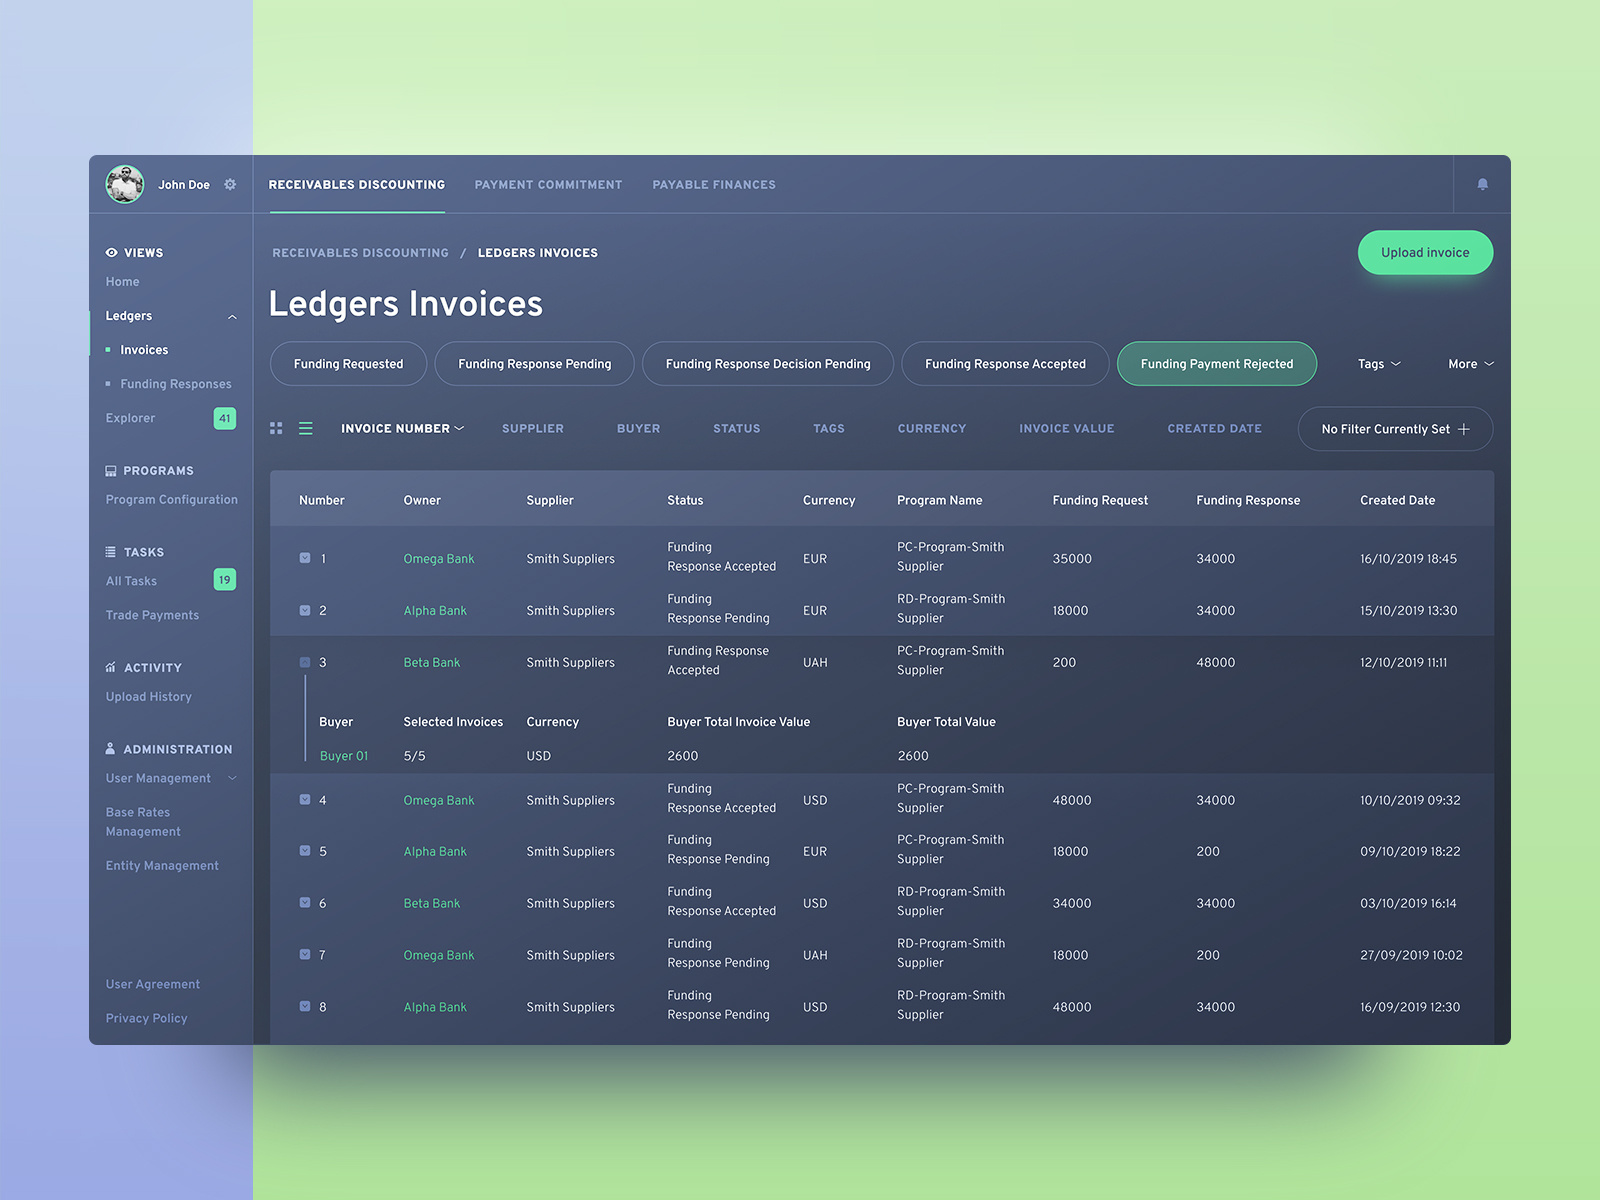 John Doe
RECEIVABLES DISCOUNTING PAYMENT COMMITMENT PAYABLE FINANCES
VIEWS
Home
Ledgers
Invoices
Funding Responses
Explorer 41
PROGRAMS
Program Configuration
TASKS
All Tasks 19
Trade Payments
ACTIVITY
Upload History
ADMINISTRATION
User Management
Base Rates
Management
Entity Management
User Agreement
Privacy Policy
RECEIVABLES DISCOUNTING / LEDGERS INVOICES
Upload invoice
Ledgers Invoices
Funding Requested Funding Response Pending Funding Response Decision Pending Funding Response Accepted Funding Payment Rejected Tags More
INVOICE NUMBER SUPPLIER BUYER STATUS TAGS CURRENCY INVOICE VALUE CREATED DATE No Filter Currently Set
Number Owner Supplier Status Currency Program Name Funding Request Funding Response Created Date
Funding PC-Program-Smith
1 Omega Bank Smith Suppliers EUR 35000 34000 16/10/2019 18:45
Response Accepted Supplier
Funding RD-Program-Smith
2 Alpha Bank Smith Suppliers EUR 18000 34000 15/10/2019 13:30
Response Pending Supplier
Funding Response PC-Program-Smith
3 Beta Bank Smith Suppliers UAH 200 48000 12/10/2019 11:11
Accepted Supplier
Buyer Selected Invoices Currency Buyer Total Invoice Value Buyer Total Value
Buyer 01 5/5 USD 2600 2600
Funding PC-Program-Smith
4 Omega Bank Smith Suppliers USD 48000 34000 10/10/2019 09:32
Response Accepted Supplier
Funding PC-Program-Smith
5 Alpha Bank Smith Suppliers EUR 18000 200 09/10/2019 18:22
Response Pending Supplier
Funding RD-Program-Smith
6 Beta Bank Smith Suppliers USD 34000 34000 03/10/2019 16:14
Response Accepted Supplier
Funding RD-Program-Smith
7 Omega Bank Smith Suppliers UAH 18000 200 27/09/2019 10:02
Response Pending Supplier
Funding RD-Program-Smith
8 Alpha Bank Smith Suppliers USD 48000 34000 16/09/2019 12:30
Response Pending Supplier